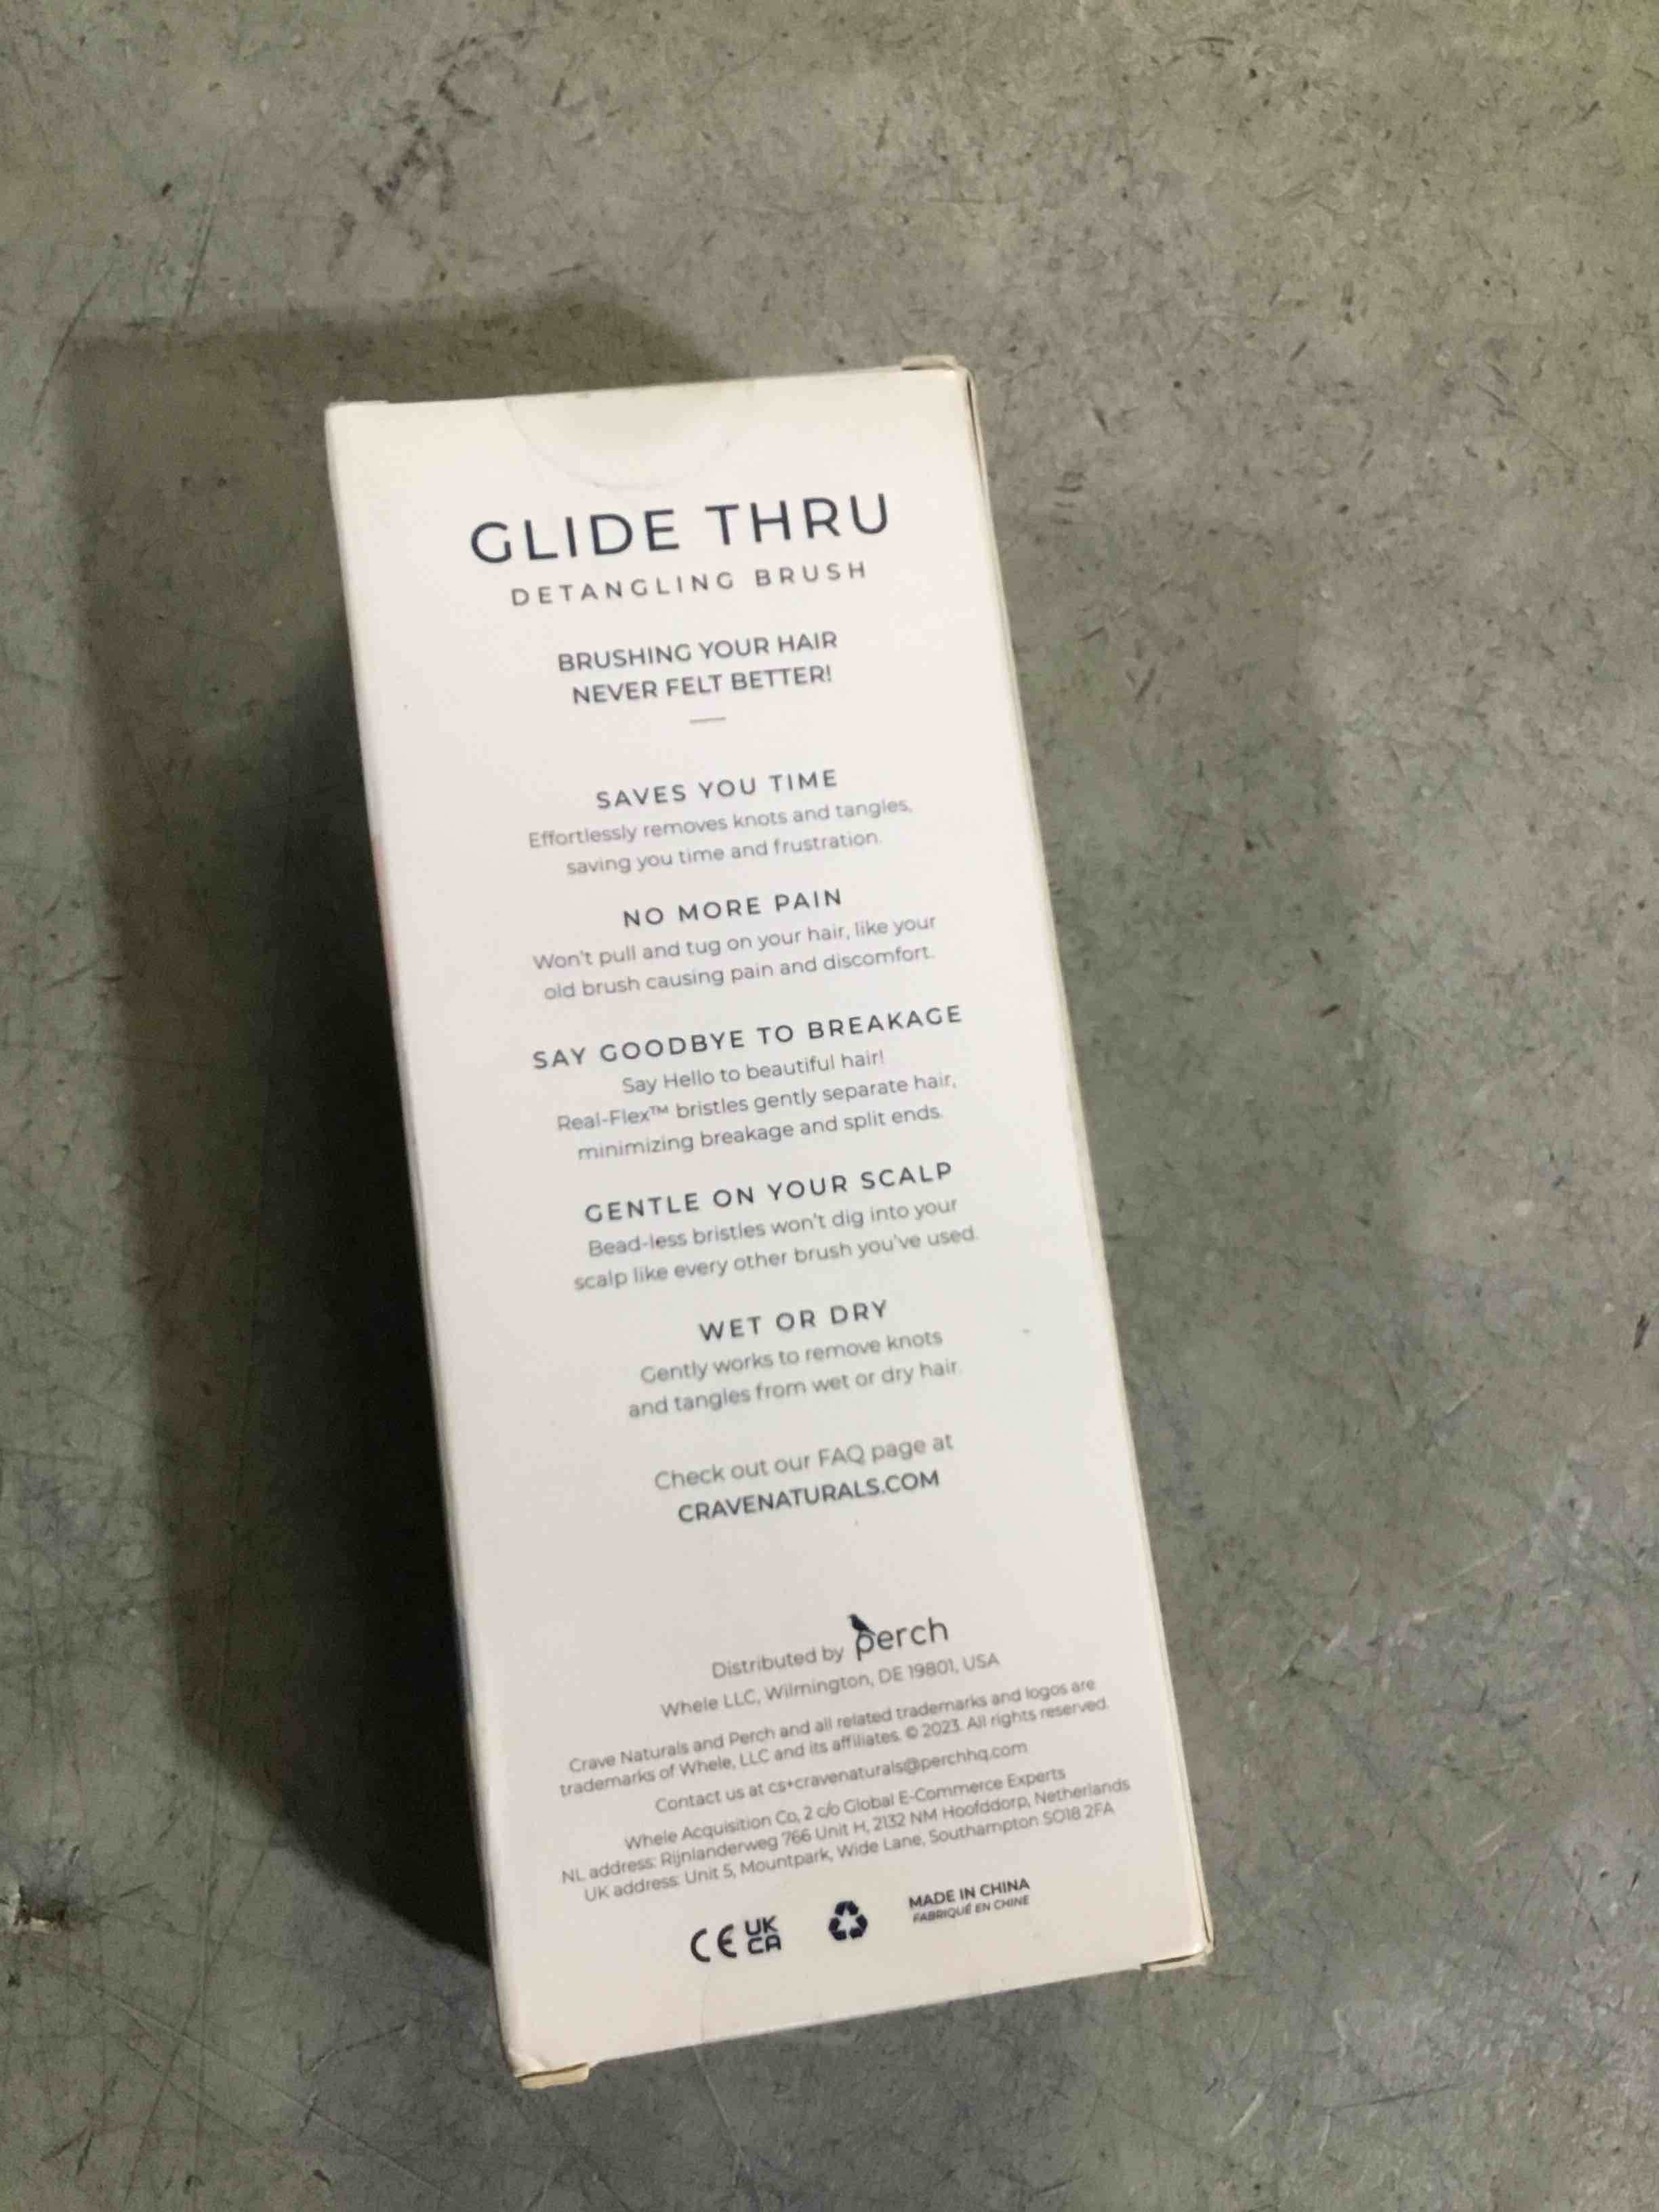 GLIDE THRU
DETANGLING BRUSH
BRUSHING YOUR HAIR
NEVER FELT BETTER!
SAVES YOU TIME
Effortlessly removes knots and tangles,
saving you time and frustration.
NO MORE PAIN
Won't pull and tug on your hair, like your
old brush causing pain and discomfort.
SAY GOODBYE TO BREAKAGE
Say Hello to beautiful hair!
Real-Flex™ bristles gently separate hair,
minimizing breakage and split ends.
GENTLE ON YOUR SCALP
Bead-less bristles won't dig into your
scalp like every other brush you've used.
WET OR DRY
Gently works to remove knots
and tangles from wet or dry hair.
Check out our FAQ page at
CRAVENATURALS.COM
Distributed by perch
Whele LLC, Wilmington, DE 19801, USA
Crave Naturals and Perch and all related trademarks and logos are
trademarks of Whele, LLC and its affiliates. © 2023. All rights reserved.
Contact us at cs+cravenaturals@perchhq.com
Whele Acquisition Co, 2 c/o Global E-Commerce Experts
NL address: Rijnlanderweg 766 Unit H, 2132 NM Hoofddorp, Netherlands
UK address: Unit 5, Mountpark, Wide Lane, Southampton SO18 2FA
CE UK CA MADE IN CHINA
FABRIQUÉ EN CHINE